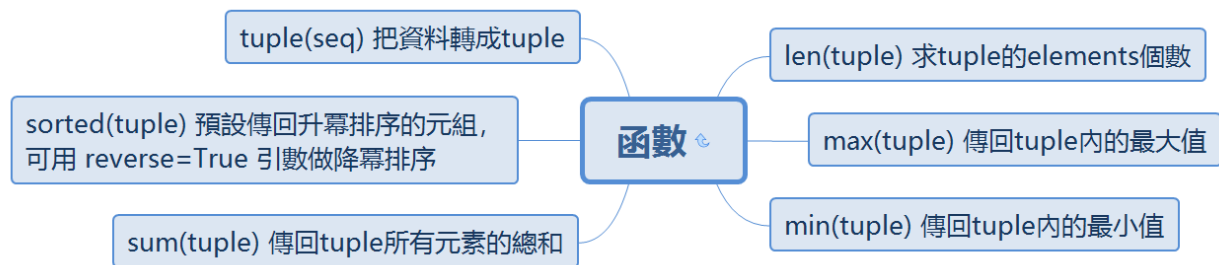 tuple(seq) 把資料轉成tuple
sorted(tuple) 預設傳回升冪排序的元組，
可用 reverse=True 引數做降冪排序
sum(tuple) 傳回tuple所有元素的總和
函數
len(tuple) 求tuple的elements個數
max(tuple) 傳回tuple內的最大值
min(tuple) 傳回tuple內的最小值